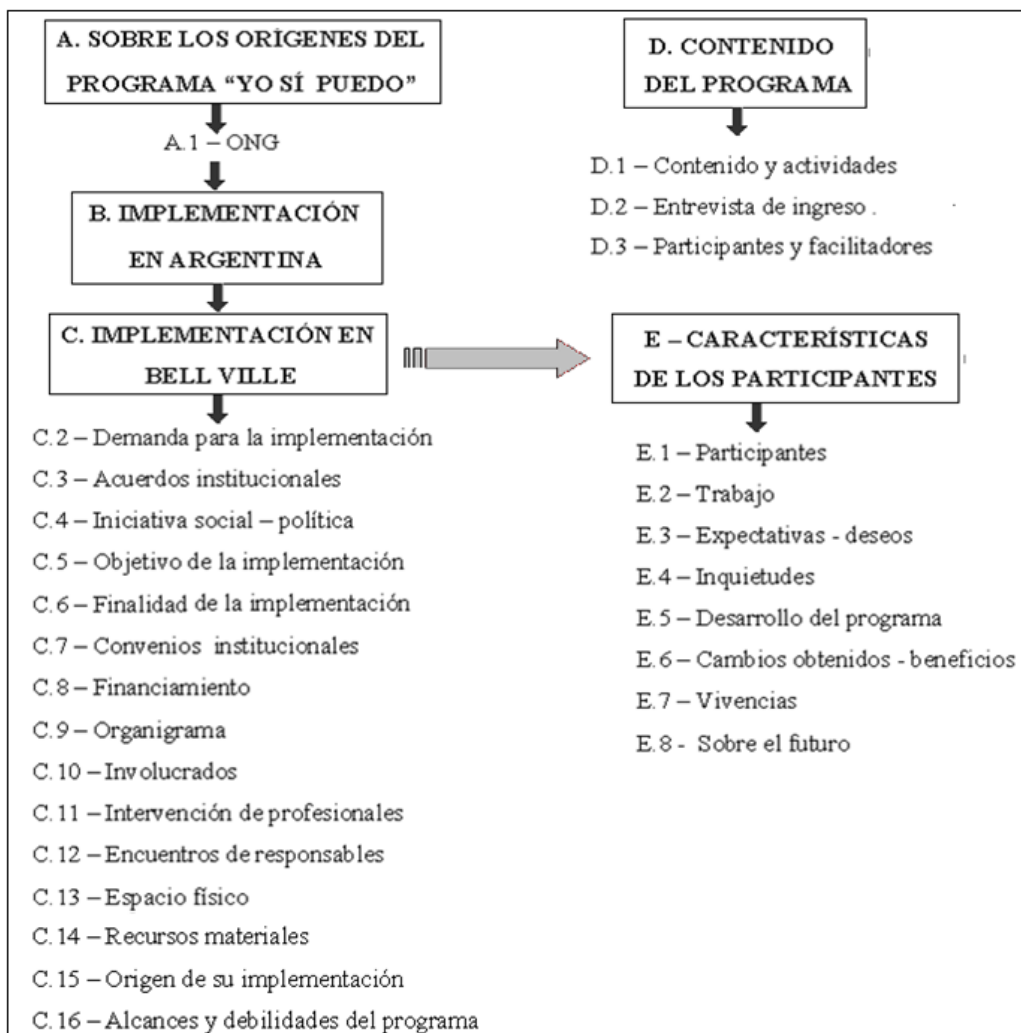 A. SOBRE LOS ORÍGENES DEL
PROGRAMA “YO SÍ PUEDO”
A.1 – ONG
B. IMPLEMENTACIÓN
EN ARGENTINA
C. IMPLEMENTACIÓN EN
BELL VILLE
C.2 – Demanda para la implementación
C.3 – Acuerdos institucionales
C.4 – Iniciativa social – política
C.5 – Objetivo de la implementación
C.6 – Finalidad de la implementación
C.7 – Convenios institucionales
C.8 – Financiamiento
C.9 – Organigrama
C.10 – Involucrados
C.11 – Intervención de profesionales
C.12 – Encuentros de responsables
C.13 – Espacio físico
C.14 – Recursos materiales
C.15 – Origen de su implementación
C.16 – Alcances y debilidades del programa
D. CONTENIDO
DEL PROGRAMA
D.1 – Contenido y actividades
D.2 – Entrevista de ingreso .
D.3 – Participantes y facilitadores
E – CARACTERÍSTICAS
DE LOS PARTICIPANTES
E.1 – Participantes
E.2 – Trabajo
E.3 – Expectativas - deseos
E.4 – Inquietudes
E.5 – Desarrollo del programa
E.6 – Cambios obtenidos - beneficios
E.7 – Vivencias
E.8 - Sobre el futuro